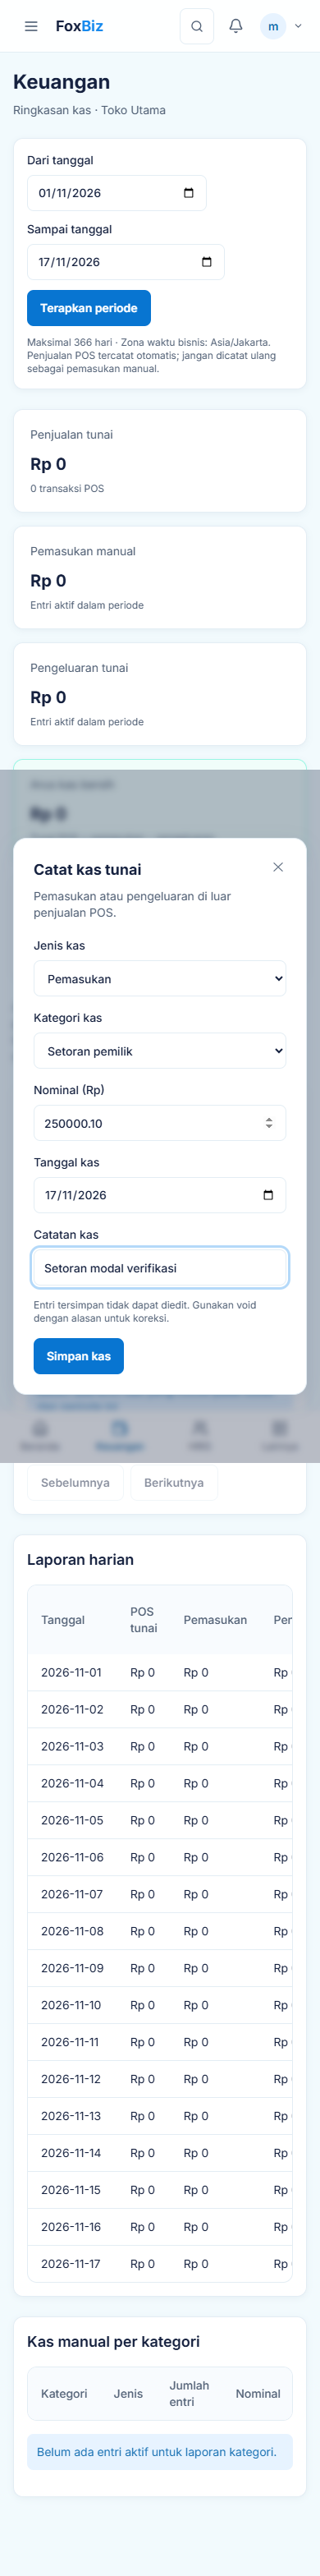 FoxBiz
m
Keuangan
Ringkasan kas · Toko Utama
Dari tanggal
01/11/2026
Sampai tanggal
17/11/2026
Terapkan periode
Maksimal 366 hari · Zona waktu bisnis: Asia/Jakarta.
Penjualan POS tercatat otomatis; jangan dicatat ulang
sebagai pemasukan manual.
Penjualan tunai
Rp 0
0 transaksi POS
Pemasukan manual
Rp 0
Entri aktif dalam periode
Pengeluaran tunai
Rp 0
Entri aktif dalam periode
Rp 0
Catat kas tunai
Pemasukan atau pengeluaran di luar
penjualan POS.
Jenis kas
Pemasukan
Kategori kas
Setoran pemilik
Nominal (Rp)
250000.10
Tanggal kas
17/11/2026
Catatan kas
Setoran modal verifikasi
Entri tersimpan tidak dapat diedit. Gunakan void
dengan alasan untuk koreksi.
Simpan kas
Keuangan
Sebelumnya Berikutnya
Laporan harian
Tanggal POS tunai Pemasukan Per
2026-11-01 Rp 0 Rp 0 Rp
2026-11-02 Rp 0 Rp 0 Rp
2026-11-03 Rp 0 Rp 0 Rp
2026-11-04 Rp 0 Rp 0 Rp
2026-11-05 Rp 0 Rp 0 Rp
2026-11-06 Rp 0 Rp 0 Rp
2026-11-07 Rp 0 Rp 0 Rp
2026-11-08 Rp 0 Rp 0 Rp
2026-11-09 Rp 0 Rp 0 Rp
2026-11-10 Rp 0 Rp 0 Rp
2026-11-11 Rp 0 Rp 0 Rp
2026-11-12 Rp 0 Rp 0 Rp
2026-11-13 Rp 0 Rp 0 Rp
2026-11-14 Rp 0 Rp 0 Rp
2026-11-15 Rp 0 Rp 0 Rp
2026-11-16 Rp 0 Rp 0 Rp
2026-11-17 Rp 0 Rp 0 Rp
Kas manual per kategori
Kategori Jenis Jumlah entri Nominal
Belum ada entri aktif untuk laporan kategori.